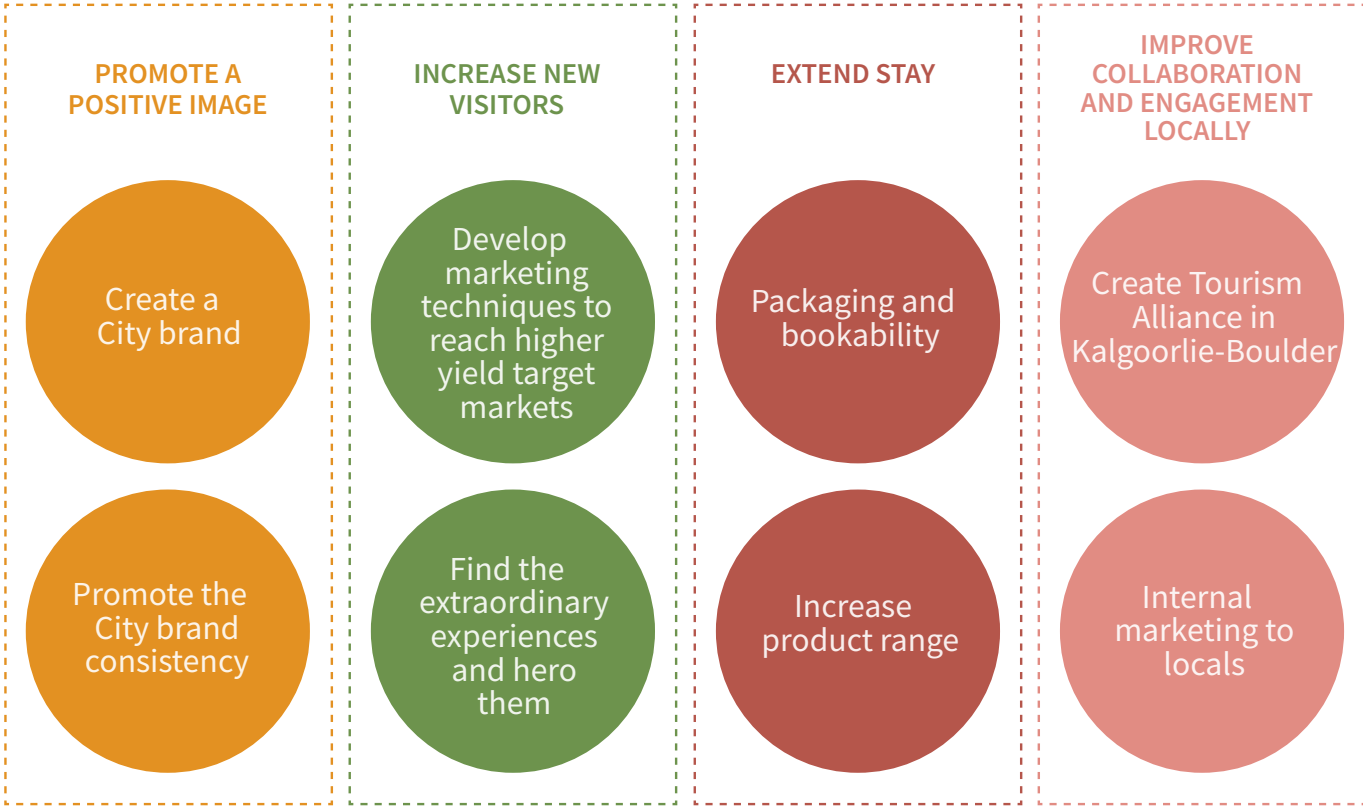 PROMOTE A
POSITIVE IMAGE
Create a
City brand
Promote the
City brand
consistency
INCREASE NEW
VISITORS
Develop
marketing
techniques to
reach higher
yield target
markets
Find the
extraordinary
experiences
and hero
them
EXTEND STAY
Packaging and
bookability
Increase
product range
IMPROVE
COLLABORATION
AND ENGAGEMENT
LOCALLY
Create Tourism
Alliance in
Kalgoorlie-Boulder
Internal
marketing to
locals